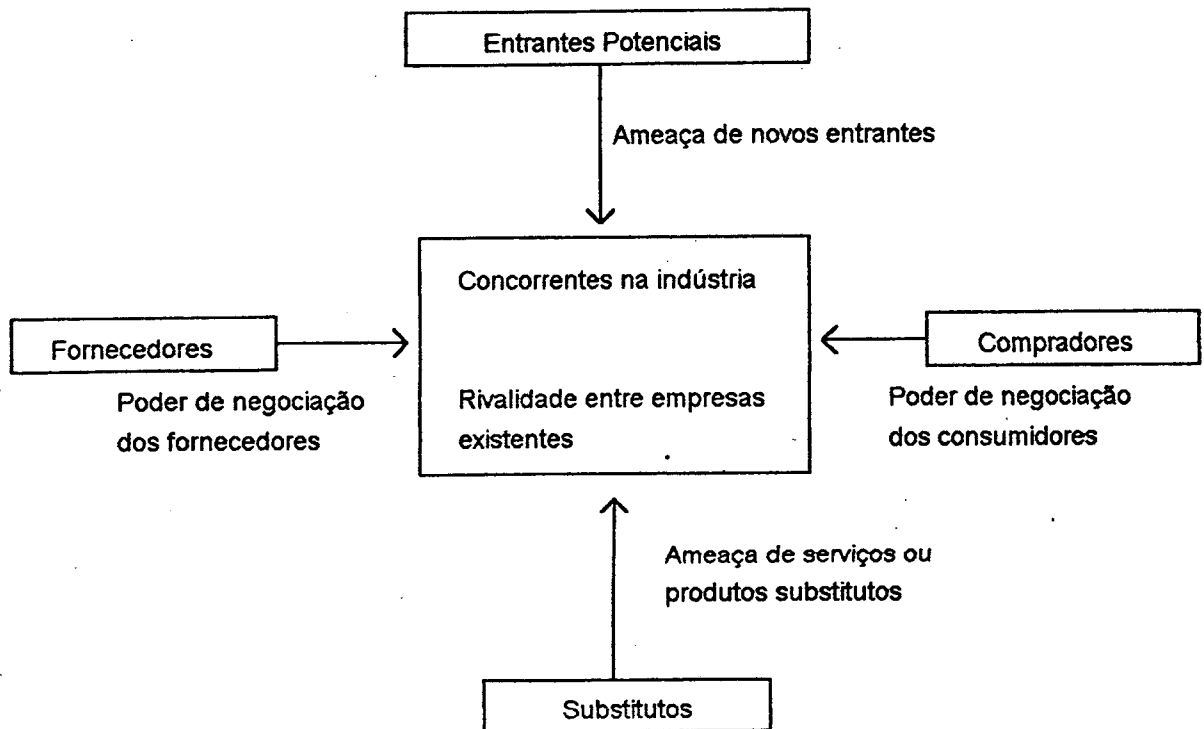 Entrantes Potenciais
Ameaça de novos entrantes
Concorrentes na indústria
Fornecedores
Compradores
Poder de negociação
dos fornecedores
Rivalidade entre empresas
existentes
Poder de negociação
dos consumidores
Ameaça de serviços ou
produtos substitutos
Substitutos